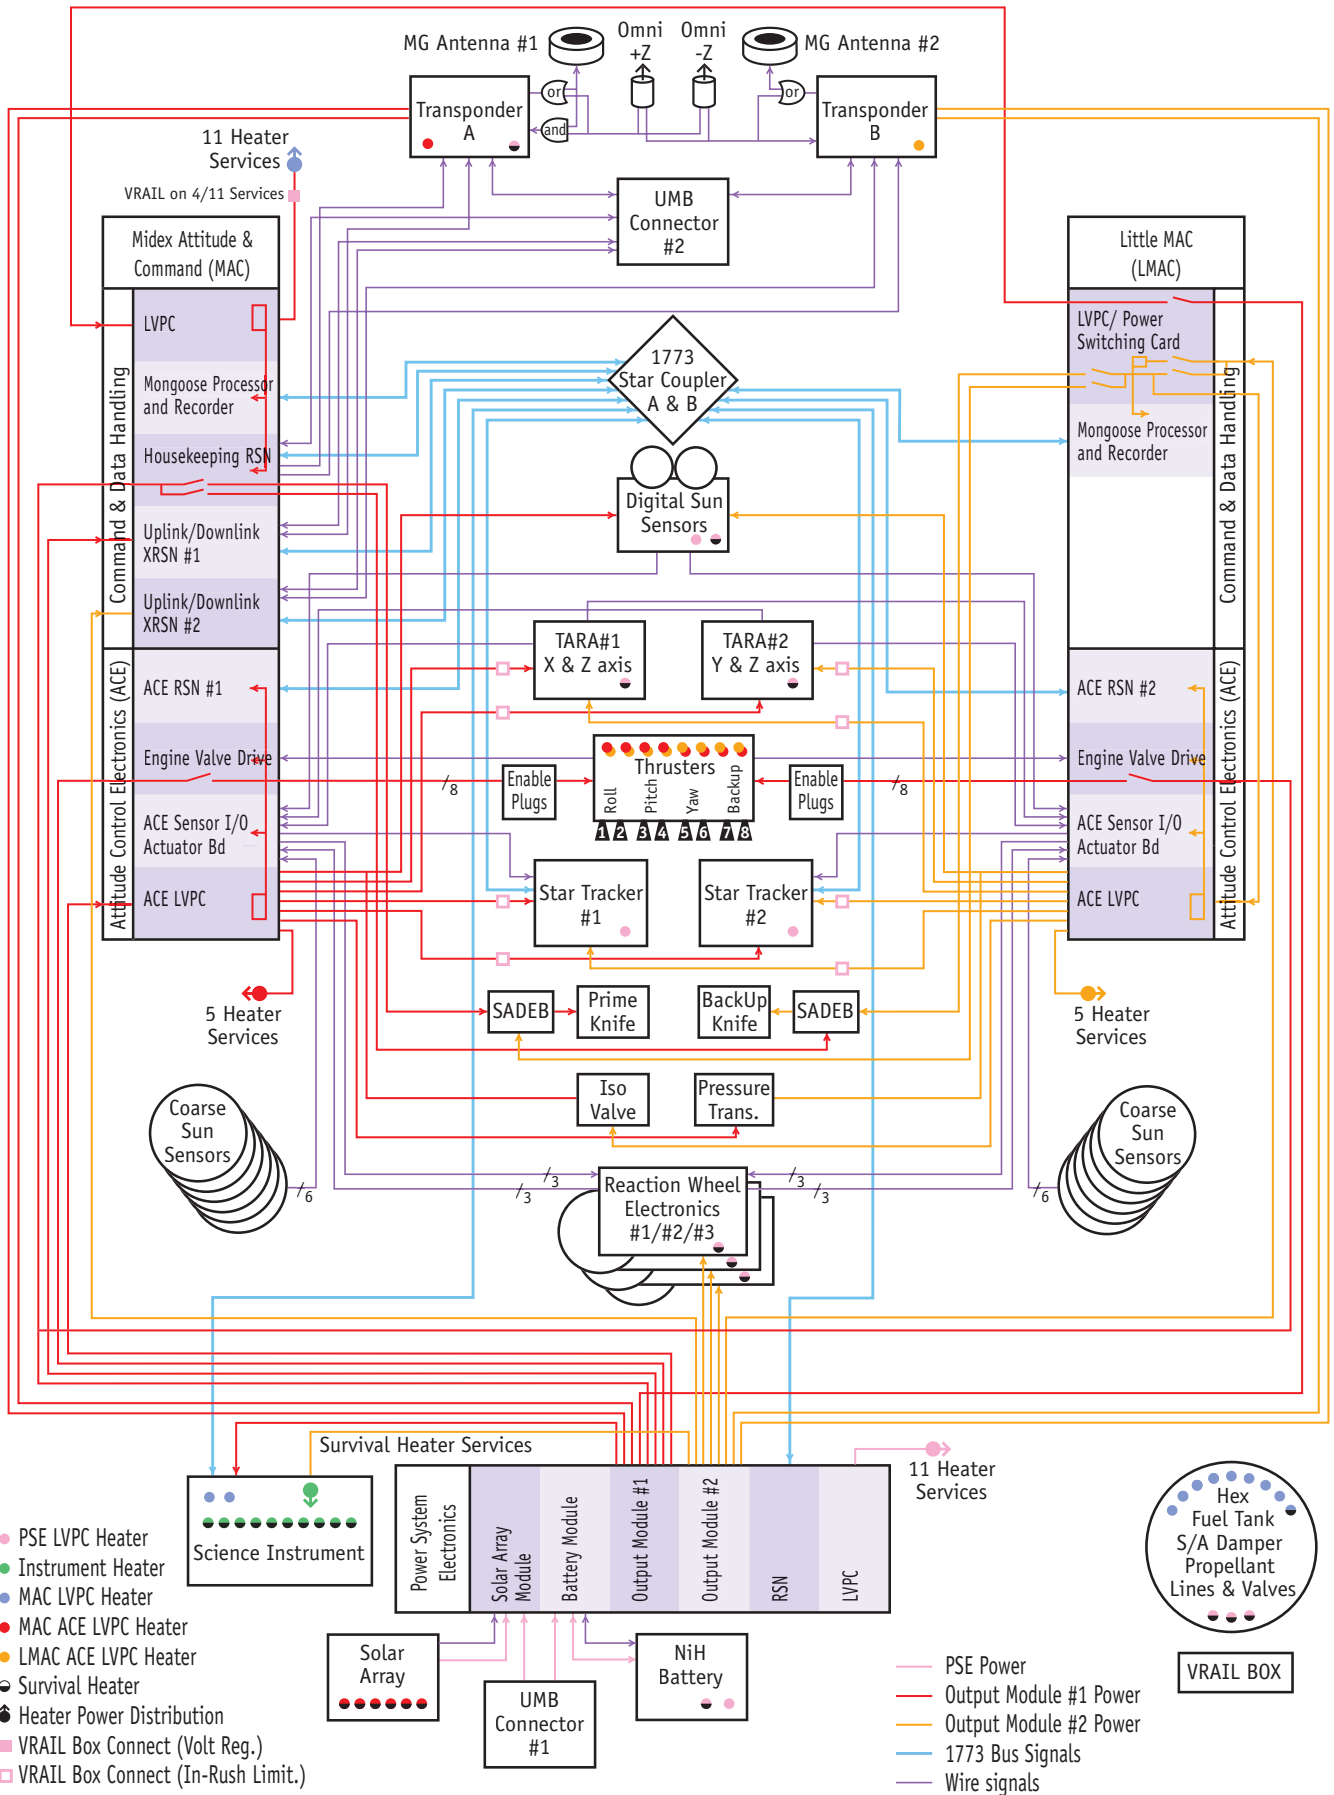 MG Antenna #1
Omni
+Z
Omni
-Z
MG Antenna #2
Transponder
A
or
and
or
Transponder
B
11 Heater
Services
VRAIL on 4/11 Services
UMB
Connector
#2
Midex Attitude &
Command (MAC)
Little MAC
(LMAC)
Command & Data Handling
LVPC
Mongoose Processor
and Recorder
Housekeeping RSN
Uplink/Downlink
XRSN #1
Uplink/Downlink
XRSN #2
1773
Star Coupler
A & B
LVPC/ Power
Switching Card
Mongoose Processor
and Recorder
Command & Data Handling
Digital Sun
Sensors
TARA#1
X & Z axis
TARA#2
Y & Z axis
Attitude Control Electronics (ACE)
ACE RSN #1
Engine Valve Drive
ACE Sensor I/O
Actuator Bd
ACE LVPC
ACE RSN #2
Engine Valve Drive
ACE Sensor I/O
Actuator Bd
ACE LVPC
Attitude Control Electronics (ACE)
8
Enable
Plugs
Thrusters
Roll
Pitch
Yaw
Backup
1 2 3 4 5 6 7 8
Enable
Plugs
8
Star Tracker
#1
Star Tracker
#2
5 Heater
Services
SADEB
Prime
Knife
BackUp
Knife
SADEB
5 Heater
Services
Iso
Valve
Pressure
Trans.
Coarse
Sun
Sensors
6
3
3
Reaction Wheel
Electronics
#1/#2/#3
3
3
6
Coarse
Sun
Sensors
Survival Heater Services
Science Instrument
Power System
Electronics
Solar Array
Module
Battery Module
Output Module #1
Output Module #2
RSN
LVPC
11 Heater
Services
Hex
Fuel Tank
S/A Damper
Propellant
Lines & Valves
Solar
Array
UMB
Connector
#1
NiH
Battery
VRAIL BOX
PSE LVPC Heater
Instrument Heater
MAC LVPC Heater
MAC ACE LVPC Heater
LMAC ACE LVPC Heater
Survival Heater
Heater Power Distribution
VRAIL Box Connect (Volt Reg.)
VRAIL Box Connect (In-Rush Limit.)
PSE Power
Output Module #1 Power
Output Module #2 Power
1773 Bus Signals
Wire signals